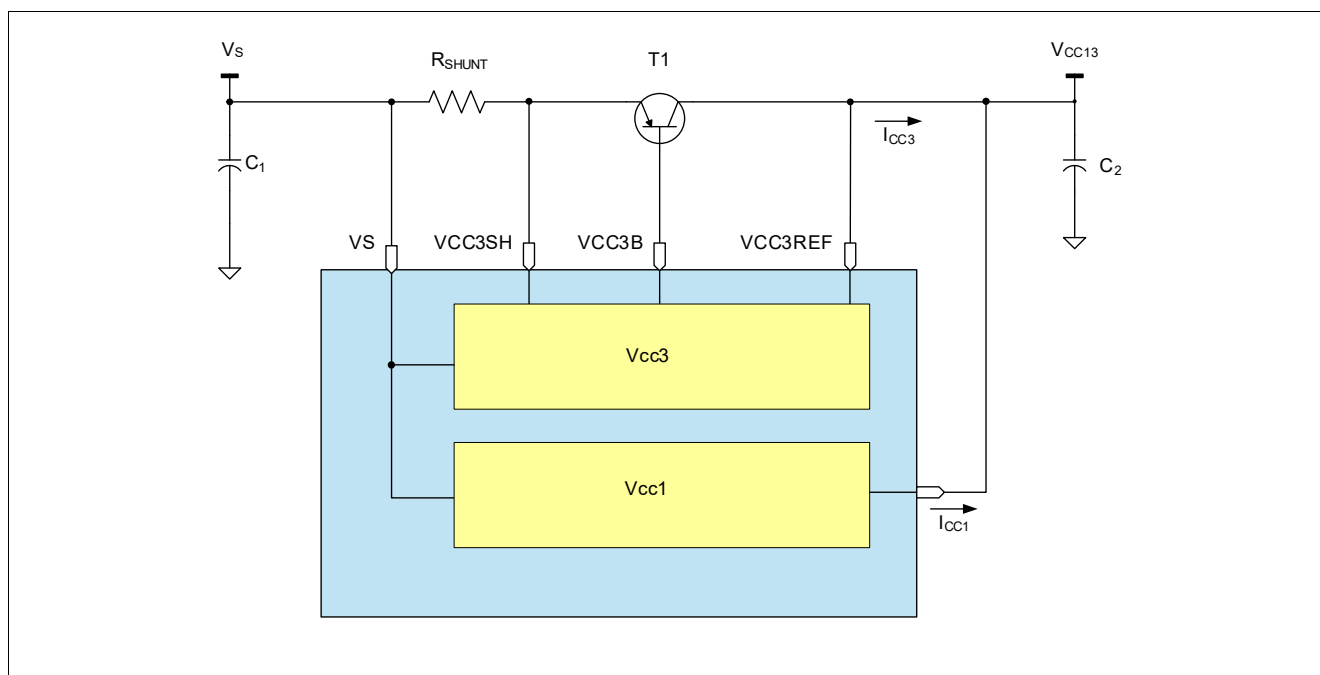 VS
RSHUNT
T1
VCC13
ICC3
C1
C2
VS
VCC3SH
VCC3B
VCC3REF
Vcc3
Vcc1
ICC1